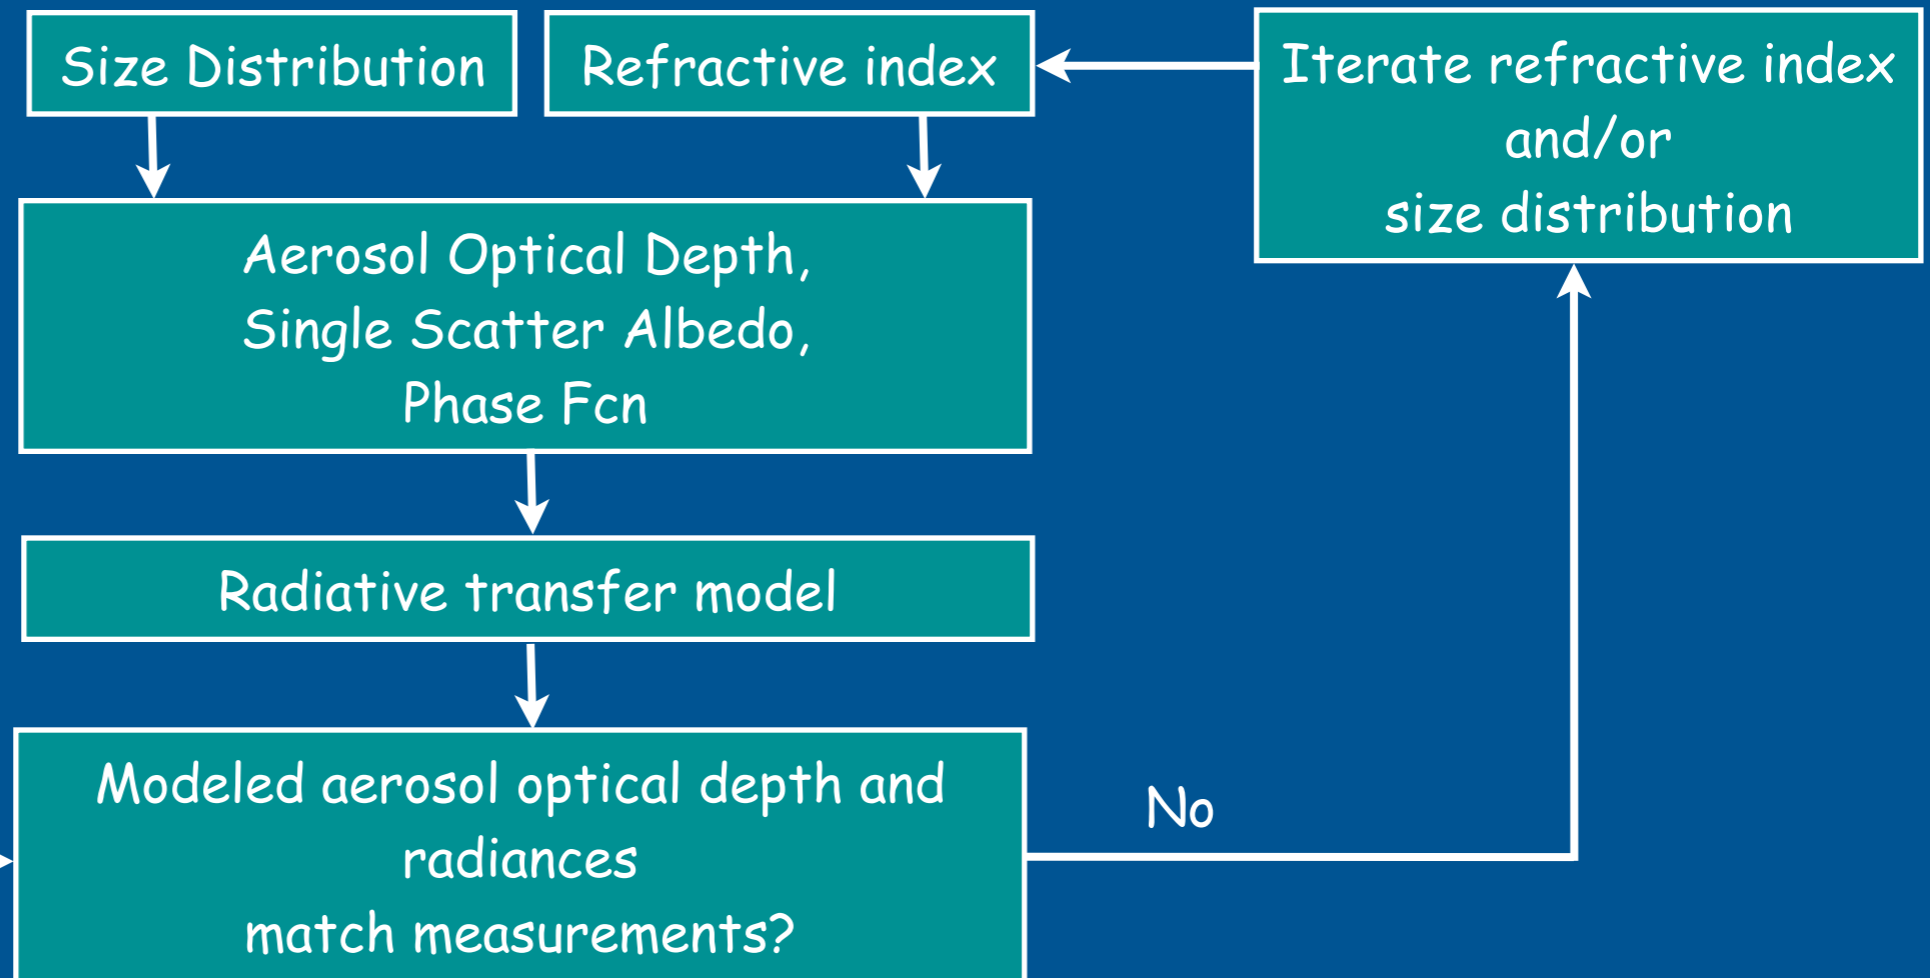 Size Distribution
Refractive index
Iterate refractive index
and/or
size distribution
Aerosol Optical Depth,
Single Scatter Albedo,
Phase Fcn
Radiative transfer model
Modeled aerosol optical depth and
radiances
match measurements?
No